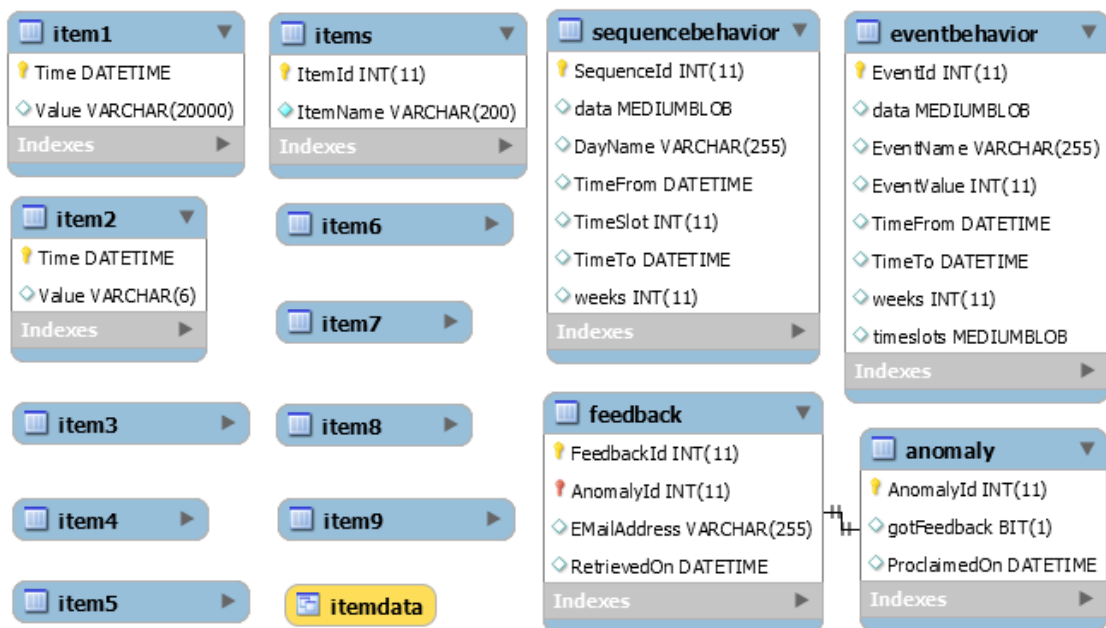 item1
Time DATETIME
Value VARCHAR(20000)
Indexes
items
ItemId INT(11)
ItemName VARCHAR(200)
Indexes
sequencebehavior
SequenceId INT(11)
data MEDIUMBLOB
DayName VARCHAR(255)
TimeFrom DATETIME
TimeSlot INT(11)
TimeTo DATETIME
weeks INT(11)
Indexes
eventbehavior
EventId INT(11)
data MEDIUMBLOB
EventName VARCHAR(255)
EventValue INT(11)
TimeFrom DATETIME
TimeTo DATETIME
weeks INT(11)
timeslots MEDIUMBLOB
Indexes
item2
Time DATETIME
Value VARCHAR(6)
Indexes
item6
item7
item3
item8
item4
item9
item5
itemdata
feedback
FeedbackId INT(11)
AnomalyId INT(11)
EMailAddress VARCHAR(255)
RetrievedOn DATETIME
Indexes
anomaly
AnomalyId INT(11)
gotFeedback BIT(1)
ProclaimedOn DATETIME
Indexes